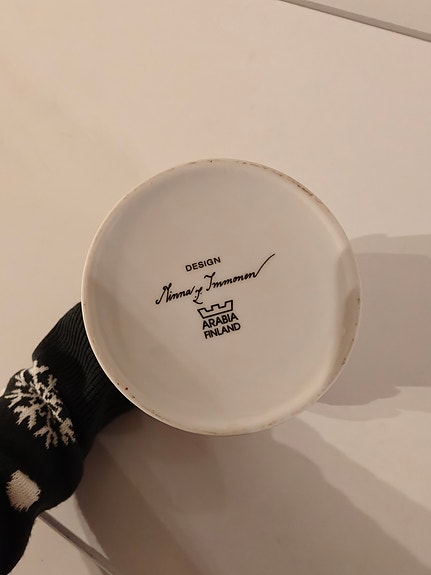 DESIGN
Minna L Immonen
ARABIA
FINLAND